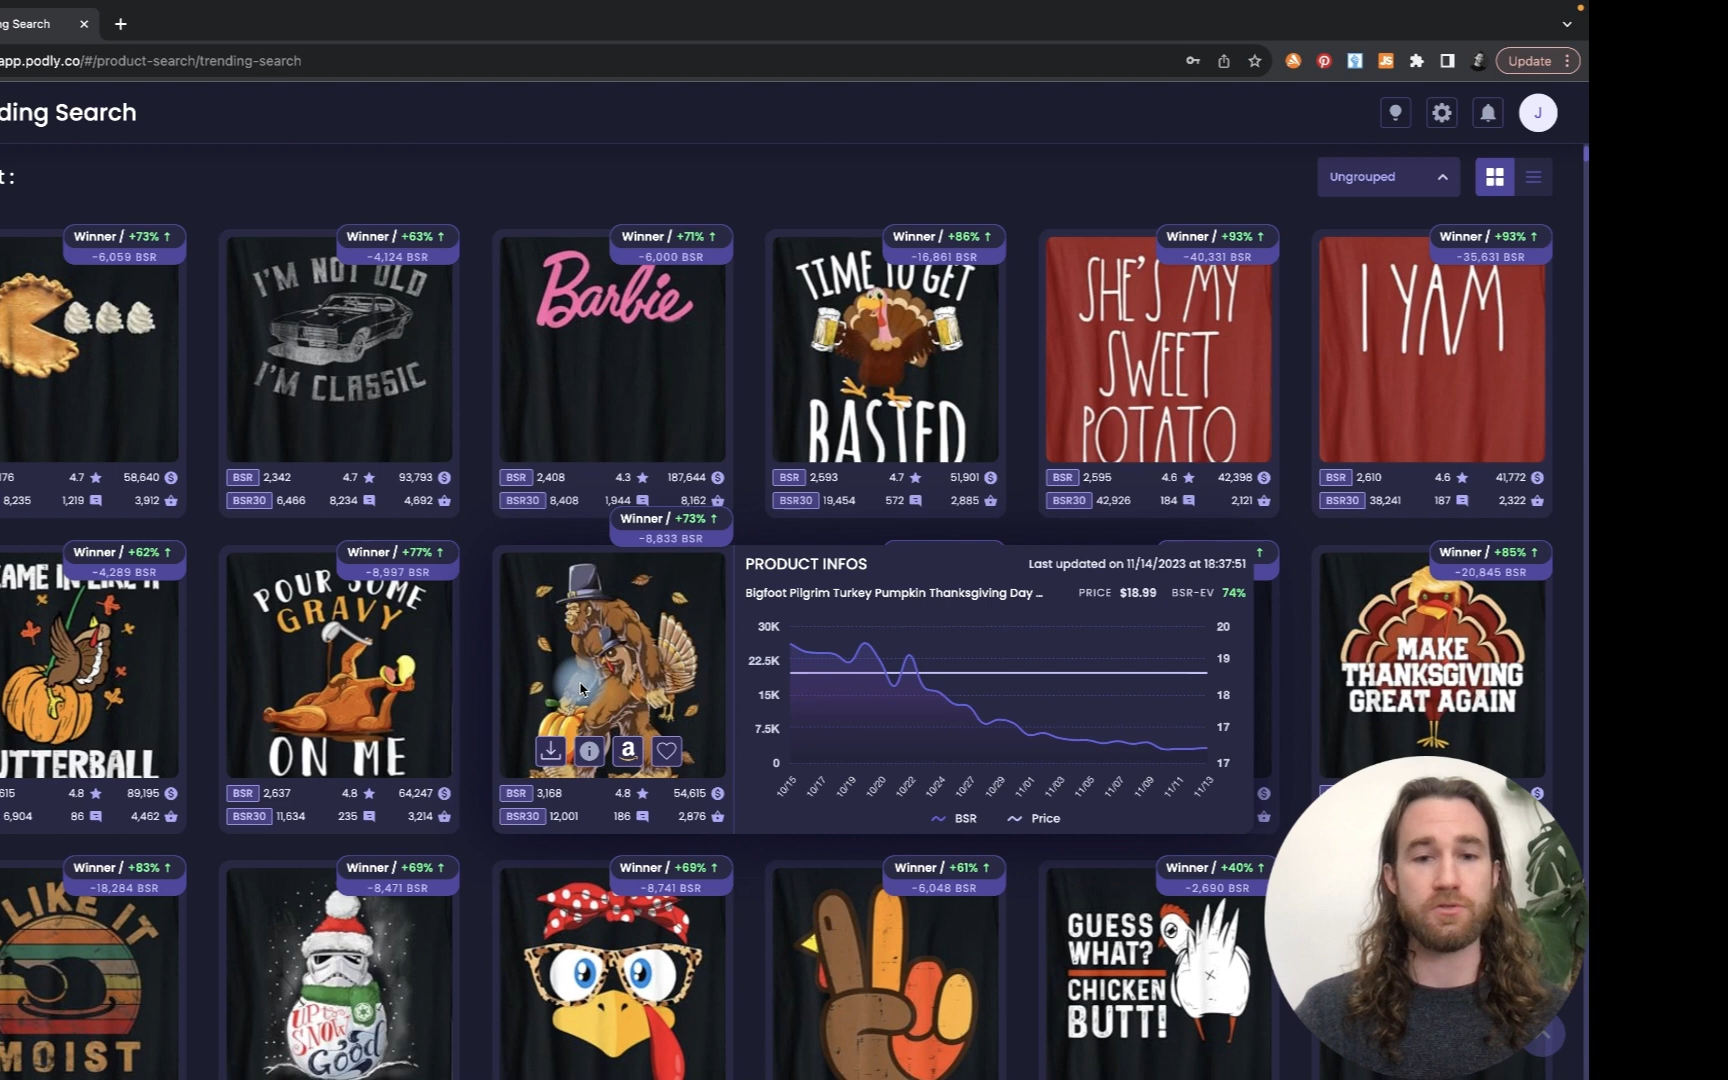 ng Search
app.podly.co/#/product-search/trending-search
Update
ding Search
J
t :
Ungrouped
Winner / +73% ↑
-6,059 BSR
Winner / +63% ↑
-4,124 BSR
Winner / +71% ↑
-6,000 BSR
Winner / +86% ↑
-16,861 BSR
Winner / +93% ↑
-40,331 BSR
Winner / +93% ↑
-35,631 BSR
I'M NOT OLD
I'M CLASSIC
Barbie
TIME TO GET
BASTED
SHE'S MY
SWEET
POTATO
I YAM
176 4.7 58,640
8,235 1,219 3,912
BSR 2,342 4.7 93,793
BSR30 6,466 8,234 4,692
BSR 2,408 4.3 187,644
BSR30 8,408 1,944 8,162
BSR 2,593 4.7 51,901
BSR30 19,454 572 2,885
BSR 2,595 4.6 42,398
BSR30 42,926 184 2,121
BSR 2,610 4.6 41,772
BSR30 38,241 187 2,322
Winner / +62% ↑
-4,289 BSR
Winner / +77% ↑
-8,997 BSR
Winner / +73% ↑
-8,833 BSR
↑
Winner / +85% ↑
-20,845 BSR
CAME IN LIKE A
BUTTERBALL
POUR SOME
GRAVY
ON ME
a
PRODUCT INFOS
Last updated on 11/14/2023 at 18:37:51
Bigfoot Pilgrim Turkey Pumpkin Thanksgiving Day ...
PRICE $18.99 BSR-EV 74%
30K
22.5K
15K
7.5K
0
20
19
18
17
17
10/15 10/17 10/19 10/20 10/22 10/24 10/27 10/29 11/01 11/03 11/05 11/07 11/09 11/11 11/13
BSR Price
MAKE
THANKSGIVING
GREAT AGAIN
615 4.8 89,195
6,904 86 4,462
BSR 2,637 4.8 64,247
BSR30 11,634 235 3,214
BSR 3,168 4.8 54,615
BSR30 12,001 186 2,876
Winner / +83% ↑
-18,284 BSR
Winner / +69% ↑
-8,471 BSR
Winner / +69% ↑
-8,741 BSR
Winner / +61% ↑
-6,048 BSR
Winner / +40% ↑
-2,690 BSR
LIKE IT
MOIST
UP to
SNOW
Good
GUESS
WHAT?
CHICKEN
BUTT!